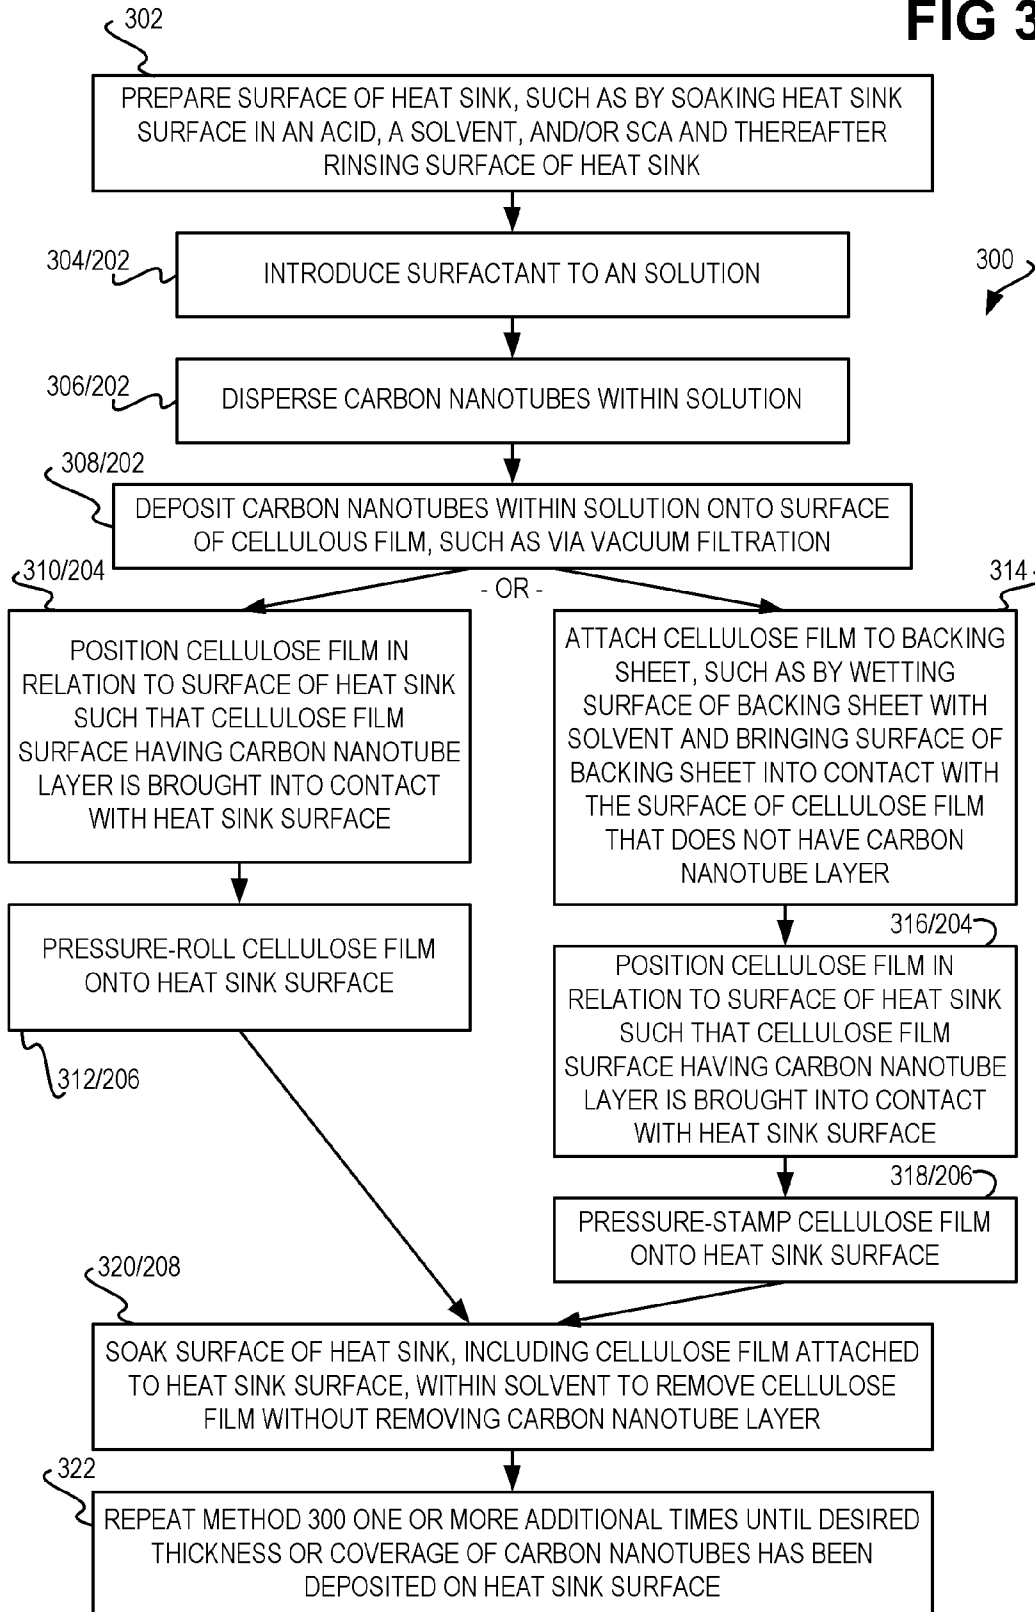 FIG 3
302
PREPARE SURFACE OF HEAT SINK, SUCH AS BY SOAKING HEAT SINK
SURFACE IN AN ACID, A SOLVENT, AND/OR SCA AND THEREAFTER
RINSING SURFACE OF HEAT SINK
304/202
INTRODUCE SURFACTANT TO AN SOLUTION
300
306/202
DISPERSE CARBON NANOTUBES WITHIN SOLUTION
308/202
DEPOSIT CARBON NANOTUBES WITHIN SOLUTION ONTO SURFACE
OF CELLULOUS FILM, SUCH AS VIA VACUUM FILTRATION
- OR -
310/204
POSITION CELLULOSE FILM IN
RELATION TO SURFACE OF HEAT SINK
SUCH THAT CELLULOSE FILM
SURFACE HAVING CARBON NANOTUBE
LAYER IS BROUGHT INTO CONTACT
WITH HEAT SINK SURFACE
PRESSURE-ROLL CELLULOSE FILM
ONTO HEAT SINK SURFACE
312/206
314
ATTACH CELLULOSE FILM TO BACKING
SHEET, SUCH AS BY WETTING
SURFACE OF BACKING SHEET WITH
SOLVENT AND BRINGING SURFACE OF
BACKING SHEET INTO CONTACT WITH
THE SURFACE OF CELLULOSE FILM
THAT DOES NOT HAVE CARBON
NANOTUBE LAYER
316/204
POSITION CELLULOSE FILM IN
RELATION TO SURFACE OF HEAT SINK
SUCH THAT CELLULOSE FILM
SURFACE HAVING CARBON NANOTUBE
LAYER IS BROUGHT INTO CONTACT
WITH HEAT SINK SURFACE
318/206
PRESSURE-STAMP CELLULOSE FILM
ONTO HEAT SINK SURFACE
320/208
SOAK SURFACE OF HEAT SINK, INCLUDING CELLULOSE FILM ATTACHED
TO HEAT SINK SURFACE, WITHIN SOLVENT TO REMOVE CELLULOSE
FILM WITHOUT REMOVING CARBON NANOTUBE LAYER
322
REPEAT METHOD 300 ONE OR MORE ADDITIONAL TIMES UNTIL DESIRED
THICKNESS OR COVERAGE OF CARBON NANOTUBES HAS BEEN
DEPOSITED ON HEAT SINK SURFACE